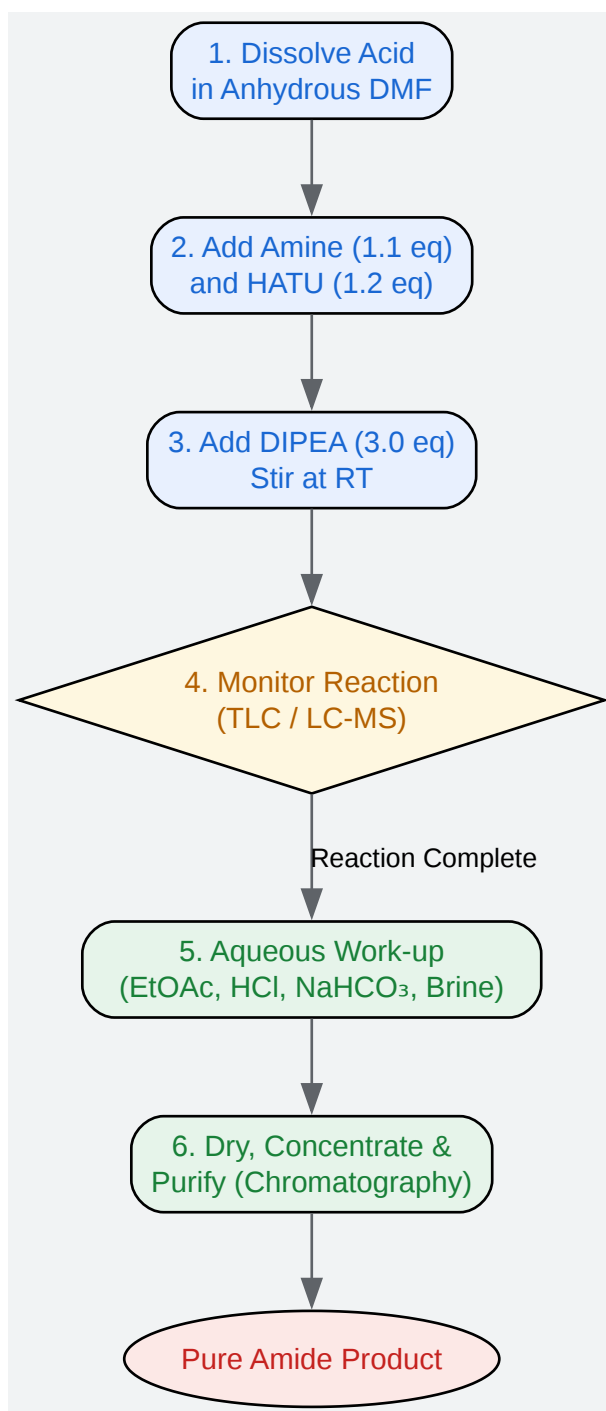 1. Dissolve Acid
in Anhydrous DMF
2. Add Amine (1.1 eq)
and HATU (1.2 eq)
3. Add DIPEA (3.0 eq)
Stir at RT
4. Monitor Reaction
(TLC / LC-MS)
Reaction Complete
5. Aqueous Work-up
(EtOAc, HCl, NaHCO₃, Brine)
6. Dry, Concentrate &
Purify (Chromatography)
Pure Amide Product